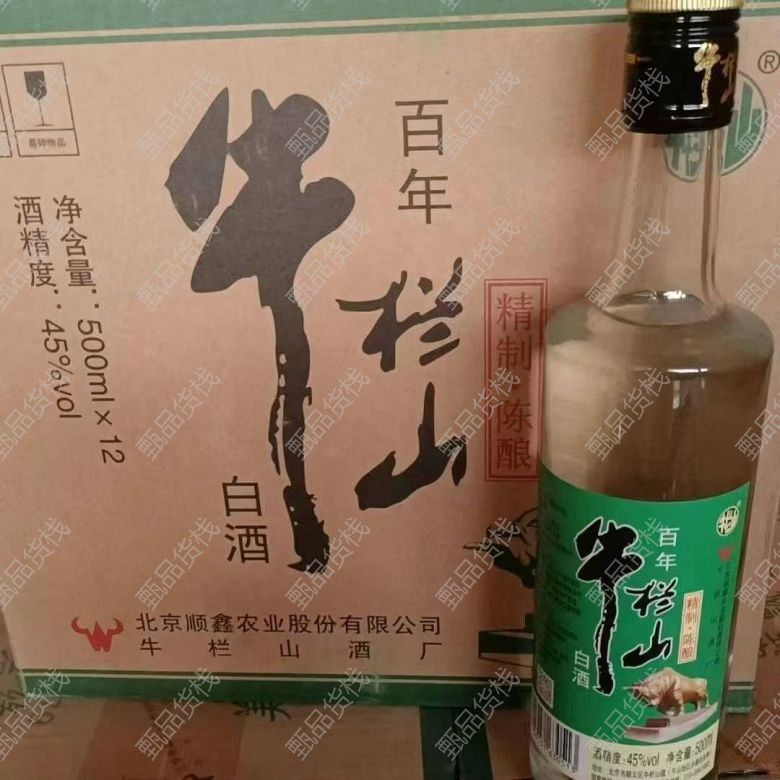 易碎物品
净含量：500ml×12
酒精度：45%vol
百年
牛栏山
精制·陈酿
白酒
北京顺鑫农业股份有限公司
牛栏山酒厂
®
牛栏山
百年
牛栏山
精制·陈酿
白酒
酒精度：45%vol 净含量：500ml
甄品货栈